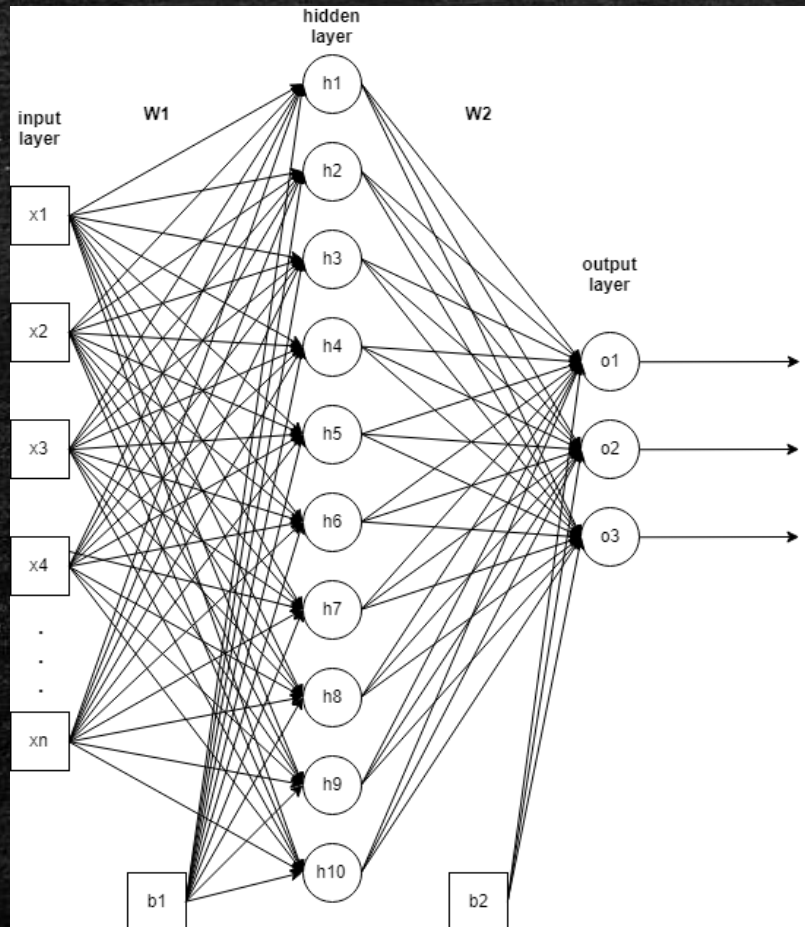 hidden
layer
h1
W1
W2
input
layer
h2
x1
h3
output
layer
x2
h4
o1
h5
x3
o2
h6
o3
x4
h7
.
.
.
h8
xn
h9
h10
b1
b2